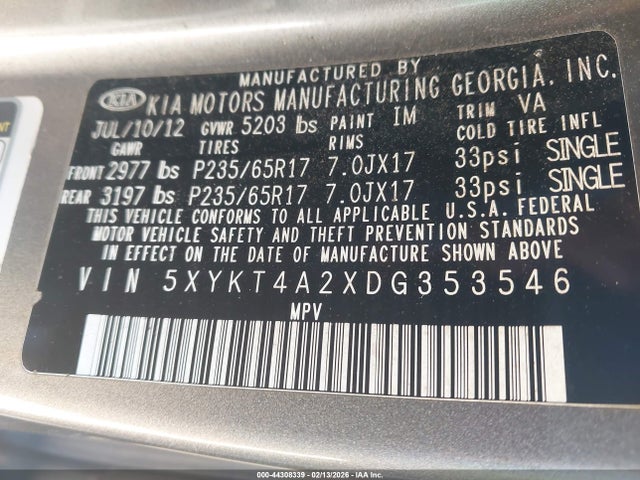 MANUFACTURED BY
KIA KIA MOTORS MANUFACTURING GEORGIA, INC.
JUL/10/12 GVWR 5203 lbs PAINT IM TRIM VA
GAWR TIRES RIMS COLD TIRE INFL
FRONT 2977 lbs P235/65R17 7.0JX17 33psi SINGLE
REAR 3197 lbs P235/65R17 7.0JX17 33psi SINGLE
THIS VEHICLE CONFORMS TO ALL APPLICABLE U.S.A. FEDERAL
MOTOR VEHICLE SAFETY AND THEFT PREVENTION STANDARDS
IN EFFECT ON THE DATE OF MANUFACTURE SHOWN ABOVE
VIN 5XYKT4A2XDG353546
MPV
000-44308339 - 02/13/2026 - IAA Inc.